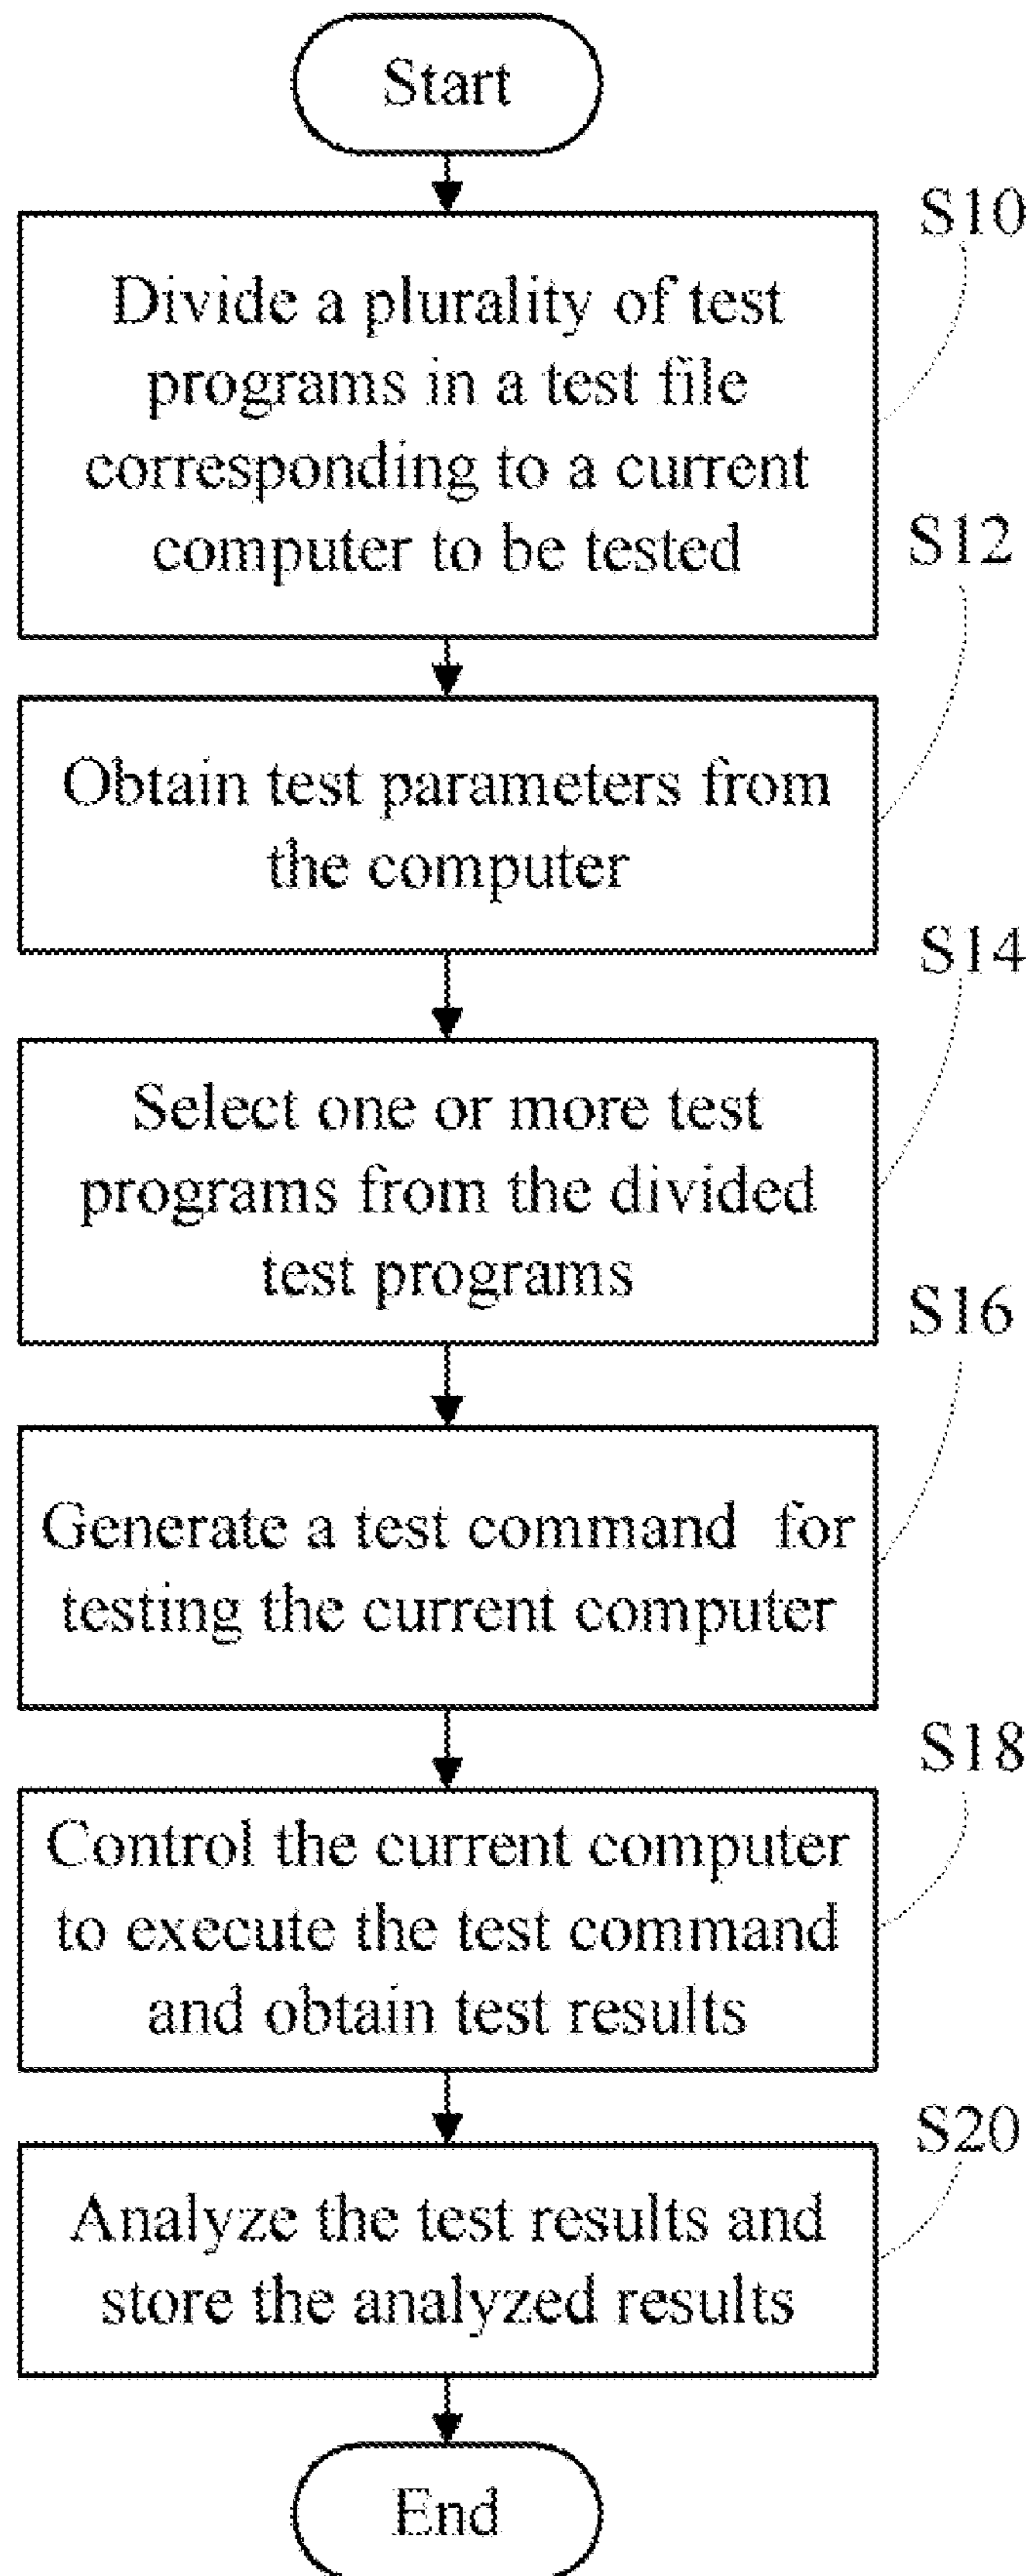 Start
S10
Divide a plurality of test
programs in a test file
corresponding to a current
computer to be tested
S12
Obtain test parameters from
the computer
S14
Select one or more test
programs from the divided
test programs
S16
Generate a test command for
testing the current computer
S18
Control the current computer
to execute the test command
and obtain test results
S20
Analyze the test results and
store the analyzed results
End